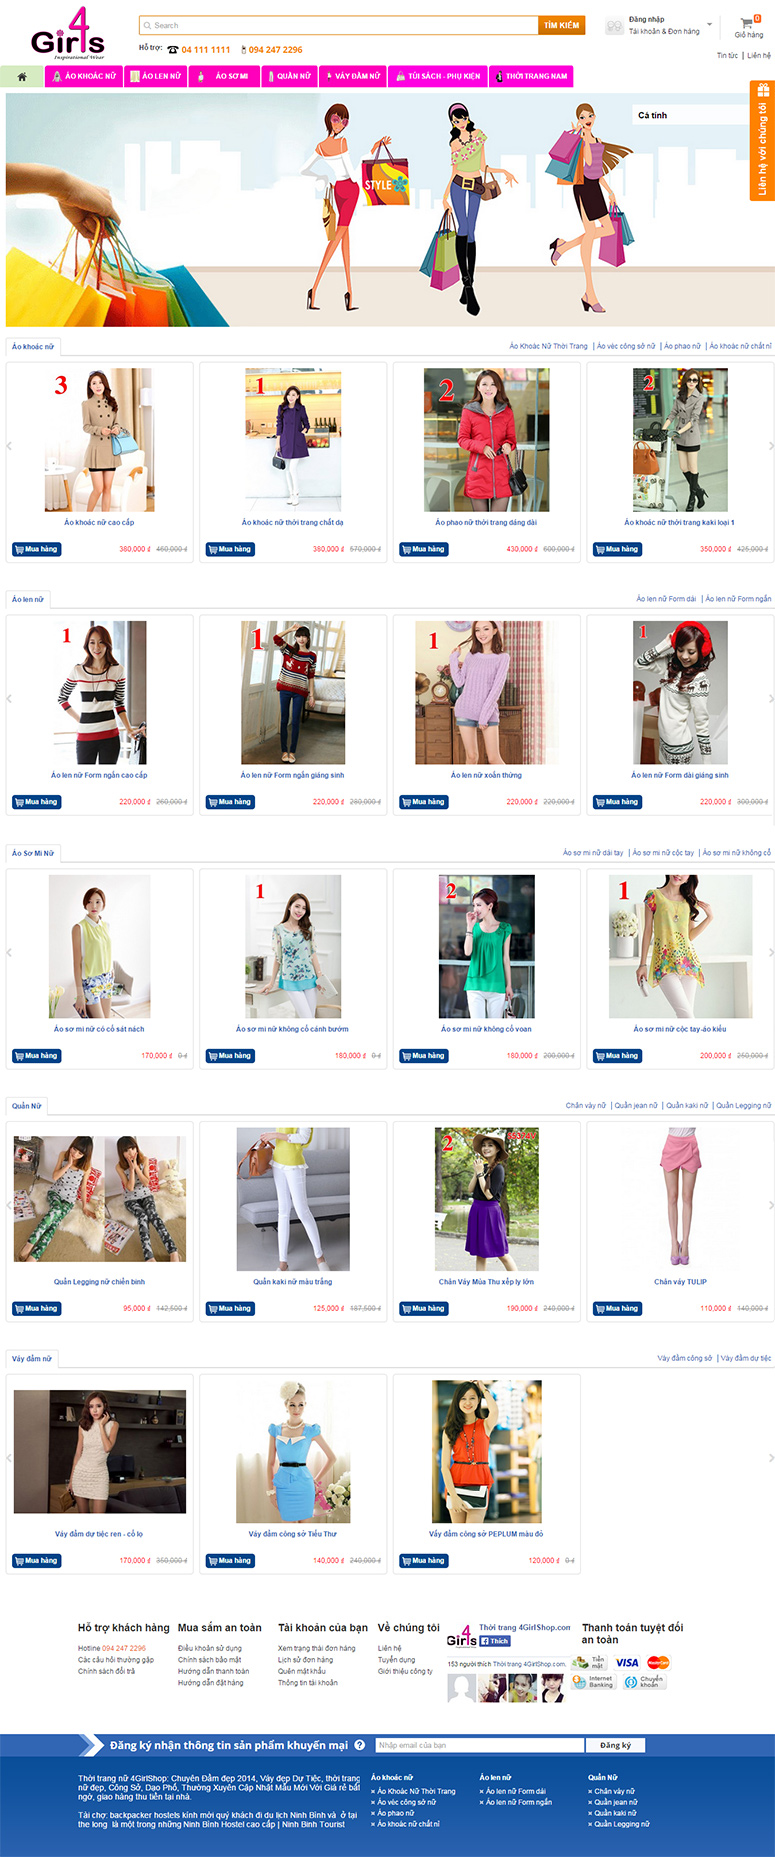 4
Girls
Inspirational Wear
Search
TÌM KIẾM
Đăng nhập
Tài khoản & Đơn hàng
0
Giỏ hàng
Hỗ trợ: 04 111 1111 094 247 2296
Tin tức | Liên hệ
ÁO KHOÁC NỮ ÁO LEN NỮ ÁO SƠ MI QUẦN NỮ VÁY ĐẦM NỮ TÚI SÁCH - PHỤ KIỆN THỜI TRANG NAM
Cá tính
STYLE
Liên hệ với chúng tôi
Áo khoác nữ
Áo Khoác Nữ Thời Trang | Áo véc công sở nữ | Áo phao nữ | Áo khoác nữ chất nỉ
3 1 2 2
Áo khoác nữ cao cấp
Áo khoác nữ thời trang chất dạ
Áo phao nữ thời trang dáng dài
Áo khoác nữ thời trang kaki loại 1
Mua hàng 380,000 đ 460,000 đ
Mua hàng 380,000 đ 570,000 đ
Mua hàng 430,000 đ 600,000 đ
Mua hàng 350,000 đ 425,000 đ
Áo len nữ
Áo len nữ Form dài | Áo len nữ Form ngắn
1 1 1 1
Áo len nữ Form ngắn cao cấp
Áo len nữ Form ngắn giáng sinh
Áo len nữ xoắn thừng
Áo len nữ Form dài giáng sinh
Mua hàng 220,000 đ 260,000 đ
Mua hàng 220,000 đ 280,000 đ
Mua hàng 220,000 đ 220,000 đ
Mua hàng 220,000 đ 300,000 đ
Áo Sơ Mi Nữ
Áo sơ mi nữ dài tay | Áo sơ mi nữ cộc tay | Áo sơ mi nữ không cổ
1 2 1
Áo sơ mi nữ có cổ sát nách
Áo sơ mi nữ không cổ cánh bướm
Áo sơ mi nữ không cổ voan
Áo sơ mi nữ cộc tay-áo kiểu
Mua hàng 170,000 đ 0 đ
Mua hàng 180,000 đ 0 đ
Mua hàng 160,000 đ 200,000 đ
Mua hàng 200,000 đ 250,000 đ
Quần Nữ
Chân váy nữ | Quần jean nữ | Quần kaki nữ | Quần Legging nữ
2
Quần Legging nữ chiến binh
Quần kaki nữ màu trắng
Chân Váy Mùa Thu xếp ly lớn
Chân váy TULIP
Mua hàng 95,000 đ 142,500 đ
Mua hàng 125,000 đ 187,500 đ
Mua hàng 190,000 đ 240,000 đ
Mua hàng 110,000 đ 140,000 đ
Váy đầm nữ
Váy đầm công sở | Váy đầm dự tiệc
Váy đầm dự tiệc ren - cổ lọ
Váy đầm công sở Tiểu Thư
Váy đầm công sở PEPLUM màu đỏ
Mua hàng 170,000 đ 350,000 đ
Mua hàng 140,000 đ 240,000 đ
Mua hàng 120,000 đ 0 đ
Hỗ trợ khách hàng
Hotline 094 247 2296
Các câu hỏi thường gặp
Chính sách đổi trả
Mua sắm an toàn
Điều khoản sử dụng
Chính sách bảo mật
Hướng dẫn thanh toán
Hướng dẫn đặt hàng
Tài khoản của bạn
Xem trạng thái đơn hàng
Lịch sử đơn hàng
Quên mật khẩu
Thông tin tài khoản
Về chúng tôi
Liên hệ
Tuyển dụng
Giới thiệu công ty
4
Girls
Thời trang 4GirlShop.com
Thích
153 người thích Thời trang 4GirlShop.com.
Thanh toán tuyệt đối
an toàn
Tiền mặt
VISA
MasterCard
Internet Banking
Chuyển khoản
Đăng ký nhận thông tin sản phẩm khuyến mại ?
Nhập email của bạn
Đăng ký
Thời trang nữ 4GirlShop: Chuyên Đầm đẹp 2014, Váy đẹp Dự Tiệc, thời trang
nữ đẹp, Công Sở, Dạo Phố, Thường Xuyên Cập Nhật Mẫu Mới Với Giá rẻ bất
ngờ, giao hàng thu tiền tại nhà.
Tài chợ: backpacker hostels kính mời quý khách đi du lịch Ninh Bình và ở tại
the long là một trong những Ninh Bình Hostel cao cấp | Ninh Binh Tourist
Áo khoác nữ
× Áo Khoác Nữ Thời Trang
× Áo véc công sở nữ
× Áo phao nữ
× Áo khoác nữ chất nỉ
Áo len nữ
× Áo len nữ Form dài
× Áo len nữ Form ngắn
Quần Nữ
× Chân váy nữ
× Quần jean nữ
× Quần kaki nữ
× Quần Legging nữ